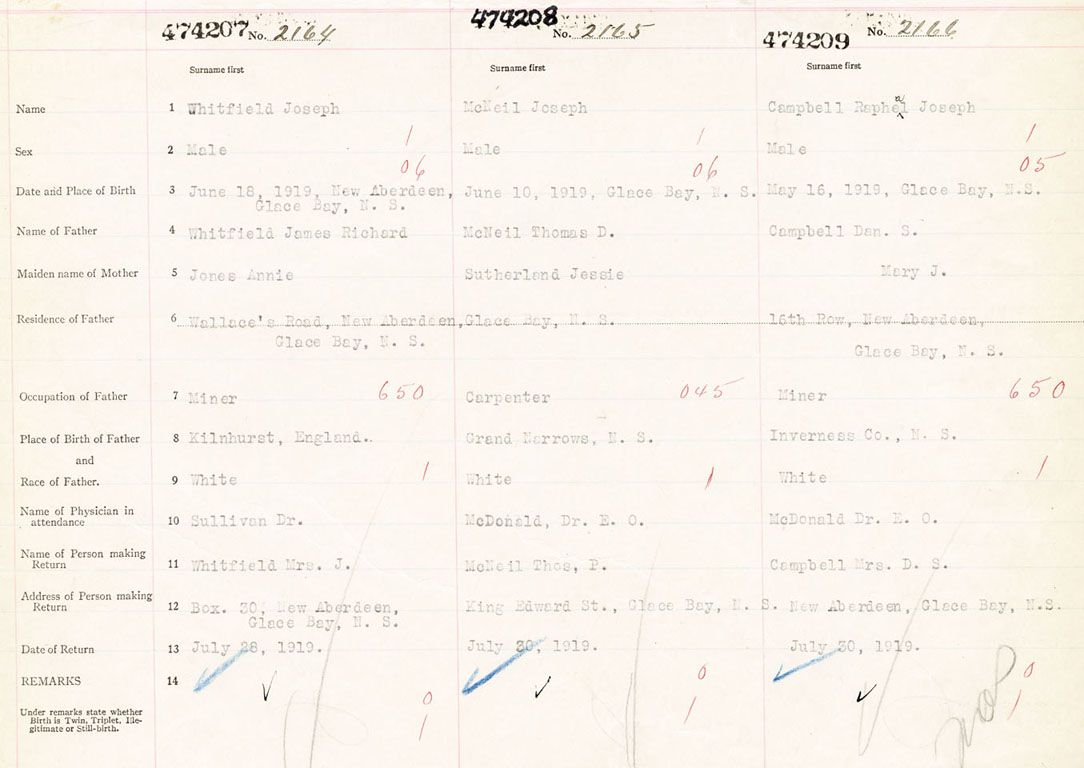 474207 No. 2164 474208 No. 2165 474209 No. 2166
Surname first Surname first Surname first
Name 1 Whitfield Joseph McNeil Joseph Campbell Raphael Joseph
1 1 1
Sex 2 Male Male Male
06 06 05
Date and Place of Birth 3 June 18, 1919, New Aberdeen, June 10, 1919, Glace Bay, N. S. May 16, 1919, Glace Bay, N.S.
Glace Bay, N. S.
Name of Father 4 Whitfield James Richard McNeil Thomas D. Campbell Dan. S.
Maiden name of Mother 5 Jones Annie Sutherland Jessie Mary J.
Residence of Father 6 Wallace's Road, New Aberdeen, Glace Bay, N. S. 16th Row, New Aberdeen,
Glace Bay, N. S. Glace Bay, N. S.
Occupation of Father 7 Miner 650 Carpenter 045 Miner 650
Place of Birth of Father 8 Kilnhurst, England. Grand Narrows, N. S. Inverness Co., N. S.
and
Race of Father. 9 White 1 White 1 White 1
Name of Physician in
attendance 10 Sullivan Dr. McDonald, Dr. E. O. McDonald Dr. E. O.
Name of Person making
Return 11 Whitfield Mrs. J. McNeil Thos, P. Campbell Mrs. D. S.
Address of Person making
Return 12 Box. 30, New Aberdeen, King Edward St., Glace Bay, N. S. New Aberdeen, Glace Bay, N.S.
Glace Bay, N. S.
Date of Return 13 July 28, 1919. July 30, 1919. July 30, 1919.
REMARKS 14
0 0 0
Under remarks state whether
Birth is Twin, Triplet, Ille-
gitimate or Still-birth.
1 1 1